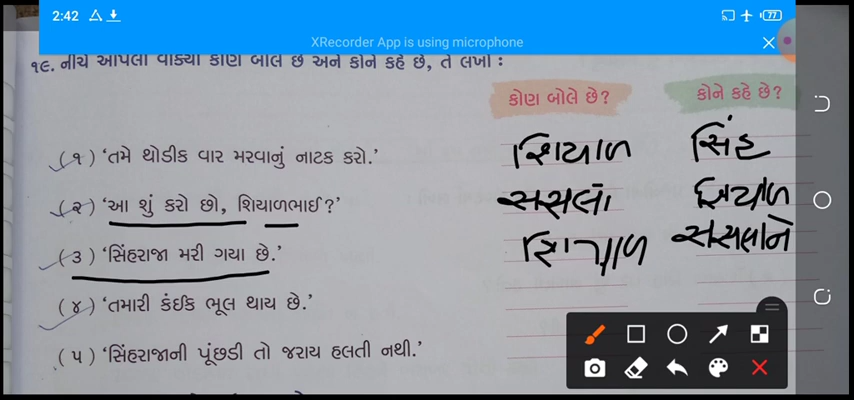 2:42
77
XRecorder App is using microphone
૧૯. નીચે આપેલાં વાક્યો કોણ બોલે છે અને કોને કહે છે, તે લખો :
કોણ બોલે છે? કોને કહે છે?
(૧) ‘તમે થોડીક વાર મરવાનું નાટક કરો.’ શિયાળ સિંહ
(૨) ‘આ શું કરો છો, શિયાળભાઈ?’ સસલાં શિયાળ
(૩) ‘સિંહરાજા મરી ગયા છે.’ શિયાળ સસલાંને
(૪) ‘તમારી કંઈક ભૂલ થાય છે.’
(૫) ‘સિંહરાજાની પૂંછડી તો જરાય હલતી નથી.’